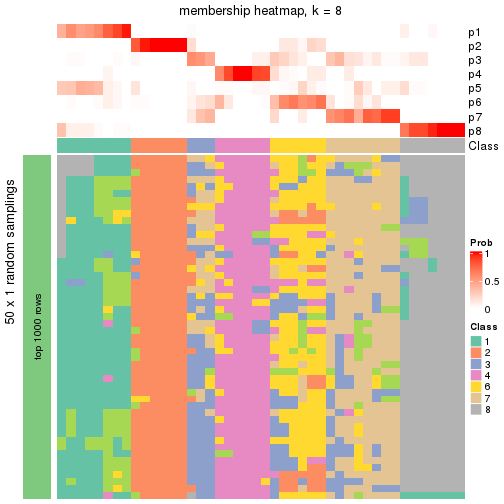 membership heatmap, k = 8
p1
p2
p3
p4
p5
p6
p7
p8
Class
50 x 1 random samplings
top 1000 rows
Prob
1
0.5
0
Class
1
2
3
4
6
7
8